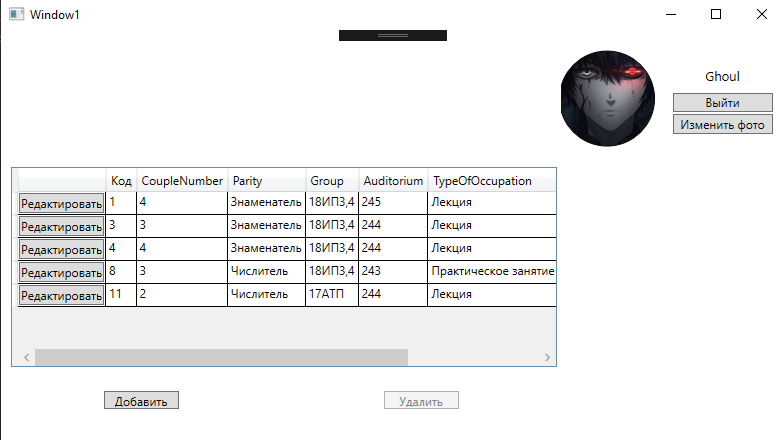 Window1
Ghoul
Выйти
Изменить фото
Код CoupleNumber Parity Group Auditorium TypeOfOccupation
Редактировать 1 4 Знаменатель 18ИП3,4 245 Лекция
Редактировать 3 3 Знаменатель 18ИП3,4 244 Лекция
Редактировать 4 4 Знаменатель 18ИП3,4 244 Лекция
Редактировать 8 3 Числитель 18ИП3,4 243 Практическое занятие
Редактировать 11 2 Числитель 17АТП 244 Лекция
Добавить Удалить